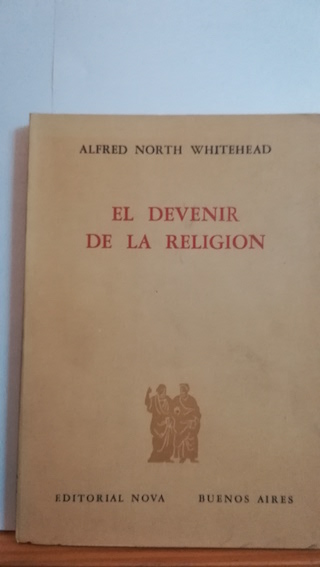 ALFRED NORTH WHITEHEAD
EL DEVENIR
DE LA RELIGION
EDITORIAL NOVA BUENOS AIRES